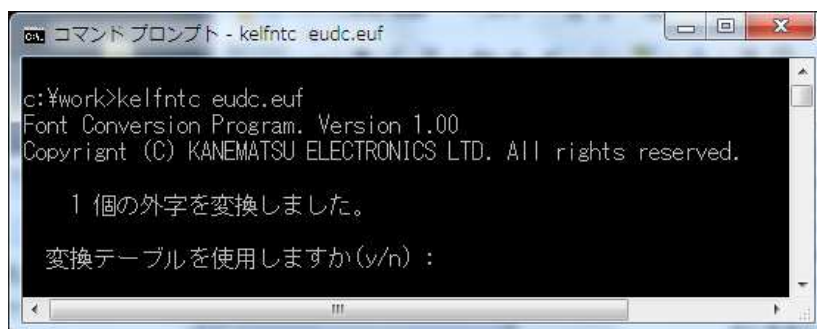 コマンド プロンプト - kelfntc eudc.euf
c:¥work>kelfntc eudc.euf
Font Conversion Program. Version 1.00
Copyrignt (C) KANEMATSU ELECTRONICS LTD. All rights reserved.
1 個の外字を変換しました。
変換テーブルを使用しますか(y/n) :